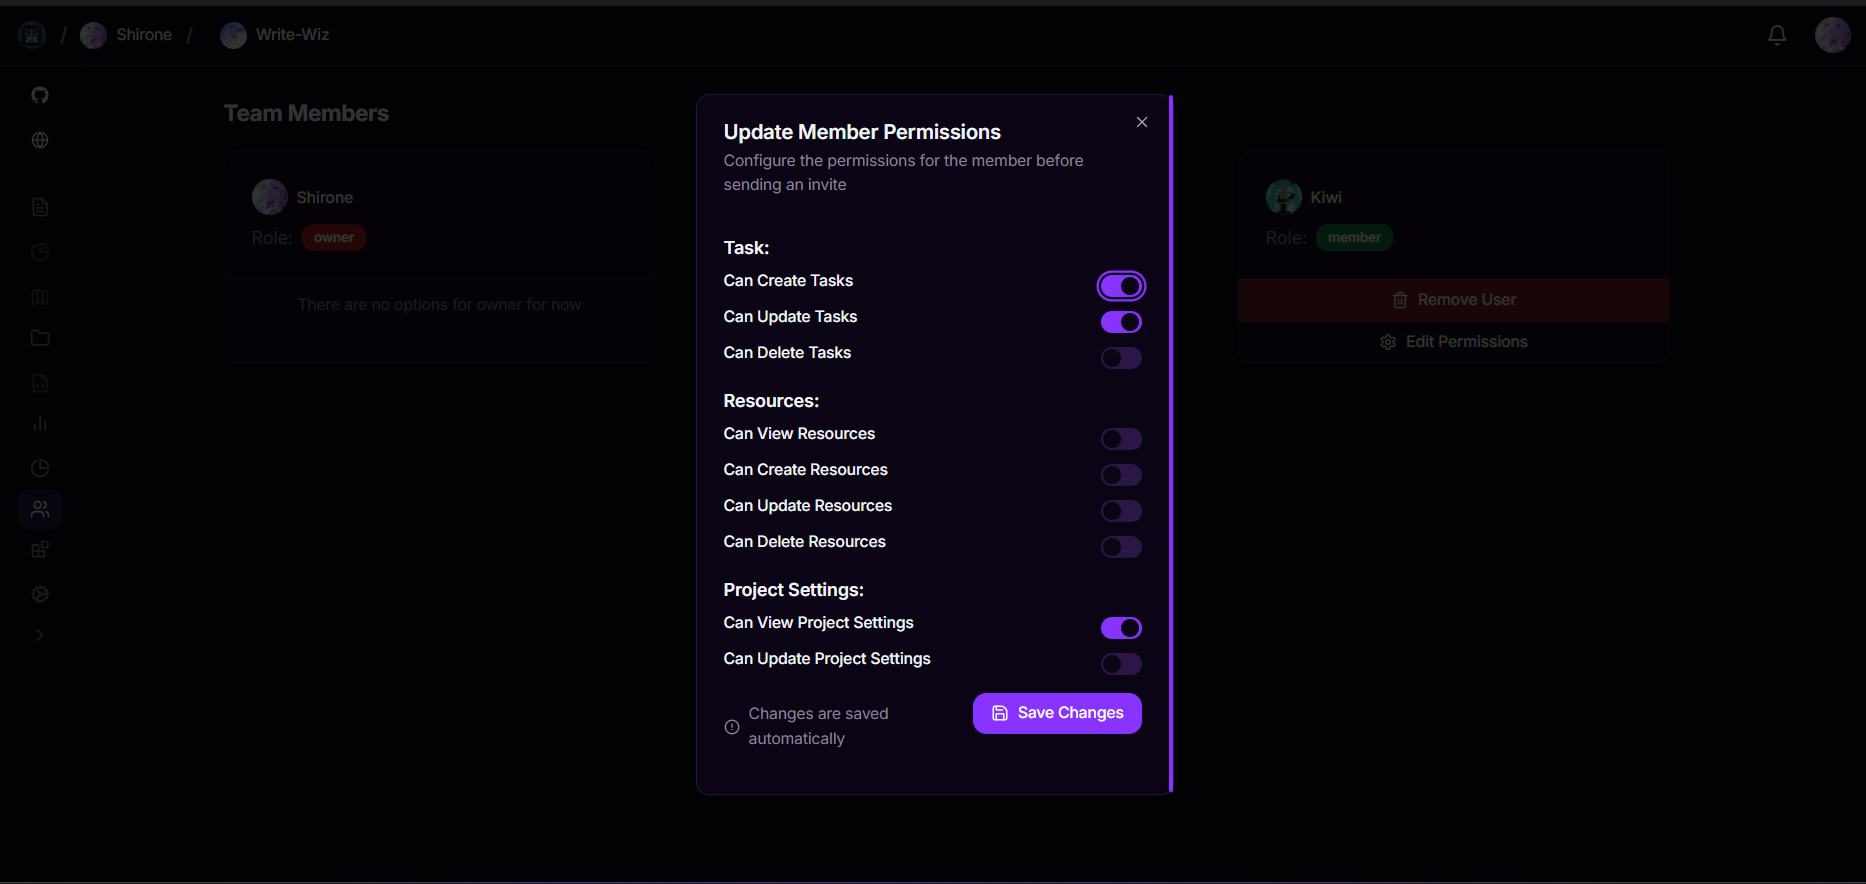 / Shirone / Write-Wiz
Team Members
Shirone
Role: owner
There are no options for owner for now
Update Member Permissions
Configure the permissions for the member before
sending an invite
Task:
Can Create Tasks
Can Update Tasks
Can Delete Tasks
Resources:
Can View Resources
Can Create Resources
Can Update Resources
Can Delete Resources
Project Settings:
Can View Project Settings
Can Update Project Settings
Changes are saved
automatically
Save Changes
Kiwi
Role: member
Remove User
Edit Permissions